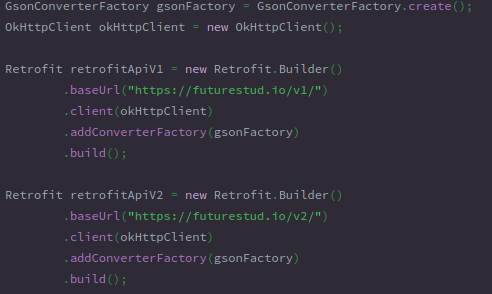 GsonConverterFactory gsonFactory = GsonConverterFactory.create();
OkHttpClient okHttpClient = new OkHttpClient();
Retrofit retrofitApiV1 = new Retrofit.Builder()
.baseUrl("https://futurestud.io/v1/")
.client(okHttpClient)
.addConverterFactory(gsonFactory)
.build();
Retrofit retrofitApiV2 = new Retrofit.Builder()
.baseUrl("https://futurestud.io/v2/")
.client(okHttpClient)
.addConverterFactory(gsonFactory)
.build();